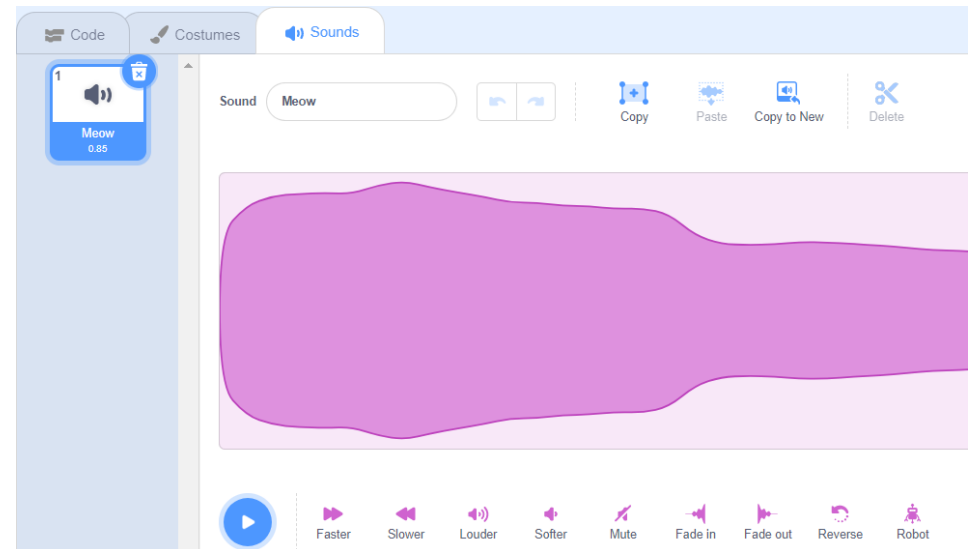 Code Costumes Sounds
1
Meow
0.85
Sound Meow
Copy Paste Copy to New Delete
Faster Slower Louder Softer Mute Fade in Fade out Reverse Robot